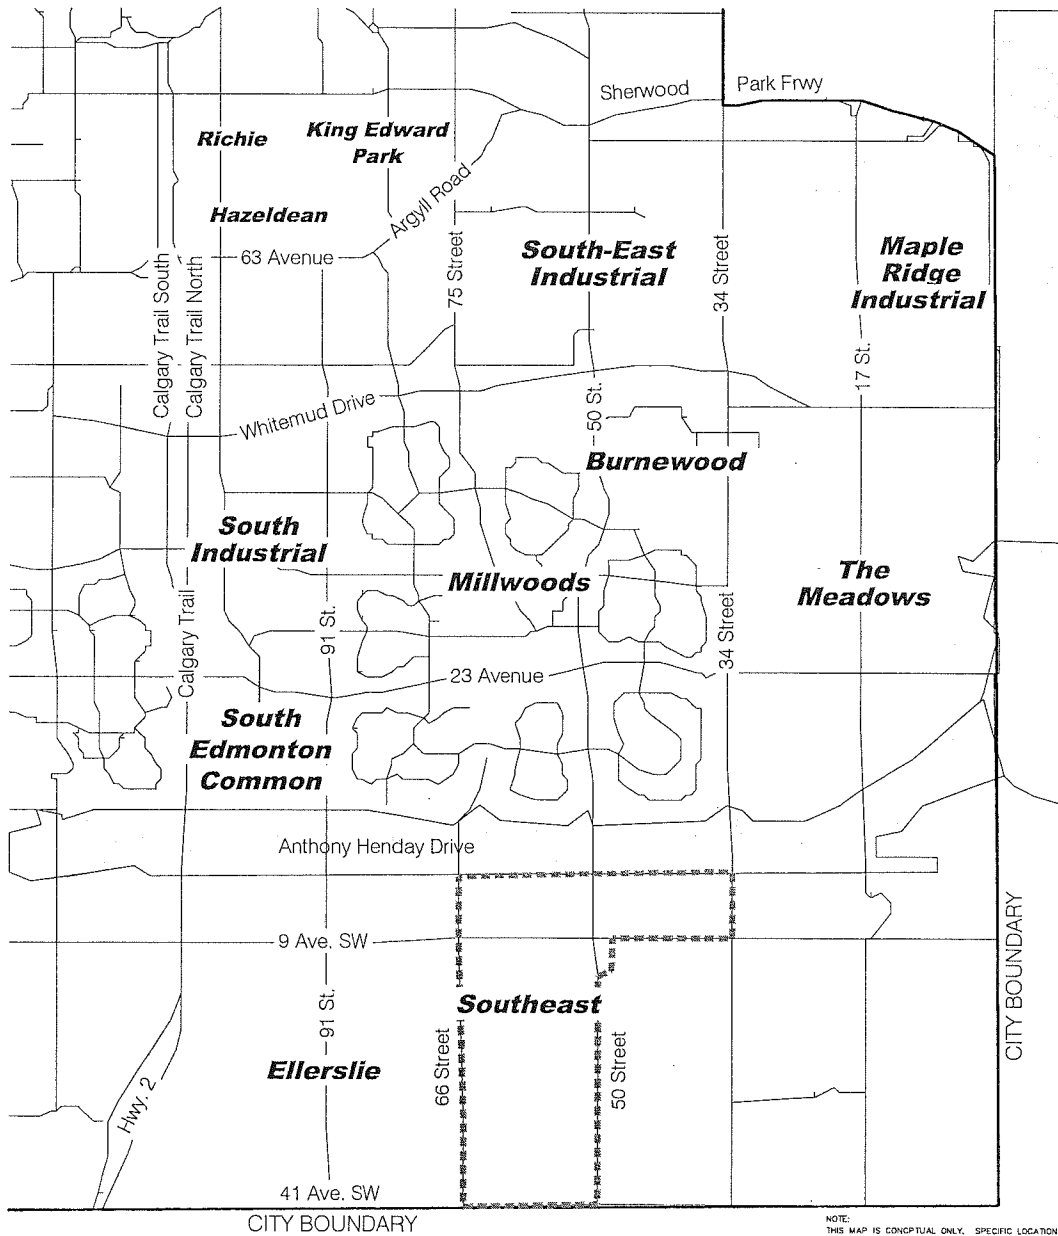 Sherwood
Park Frwy
Richie
King Edward
Park
Argyll Road
Hazeldean
63 Avenue
Calgary Trail South
Calgary Trail North
75 Street
South-East
Industrial
34 Street
Maple
Ridge
Industrial
17 St.
Whitemud Drive
50 St.
Burnewood
South
Industrial
Millwoods
The
Meadows
Calgary Trail
91 St.
34 Street
23 Avenue
South
Edmonton
Common
Anthony Henday Drive
9 Ave. SW
CITY BOUNDARY
91 St.
Southeast
66 Street
50 Street
Ellerslie
Hwy. 2
41 Ave. SW
CITY BOUNDARY
NOTE:
THIS MAP IS CONCPTUAL ONLY. SPECIFIC LOCATION